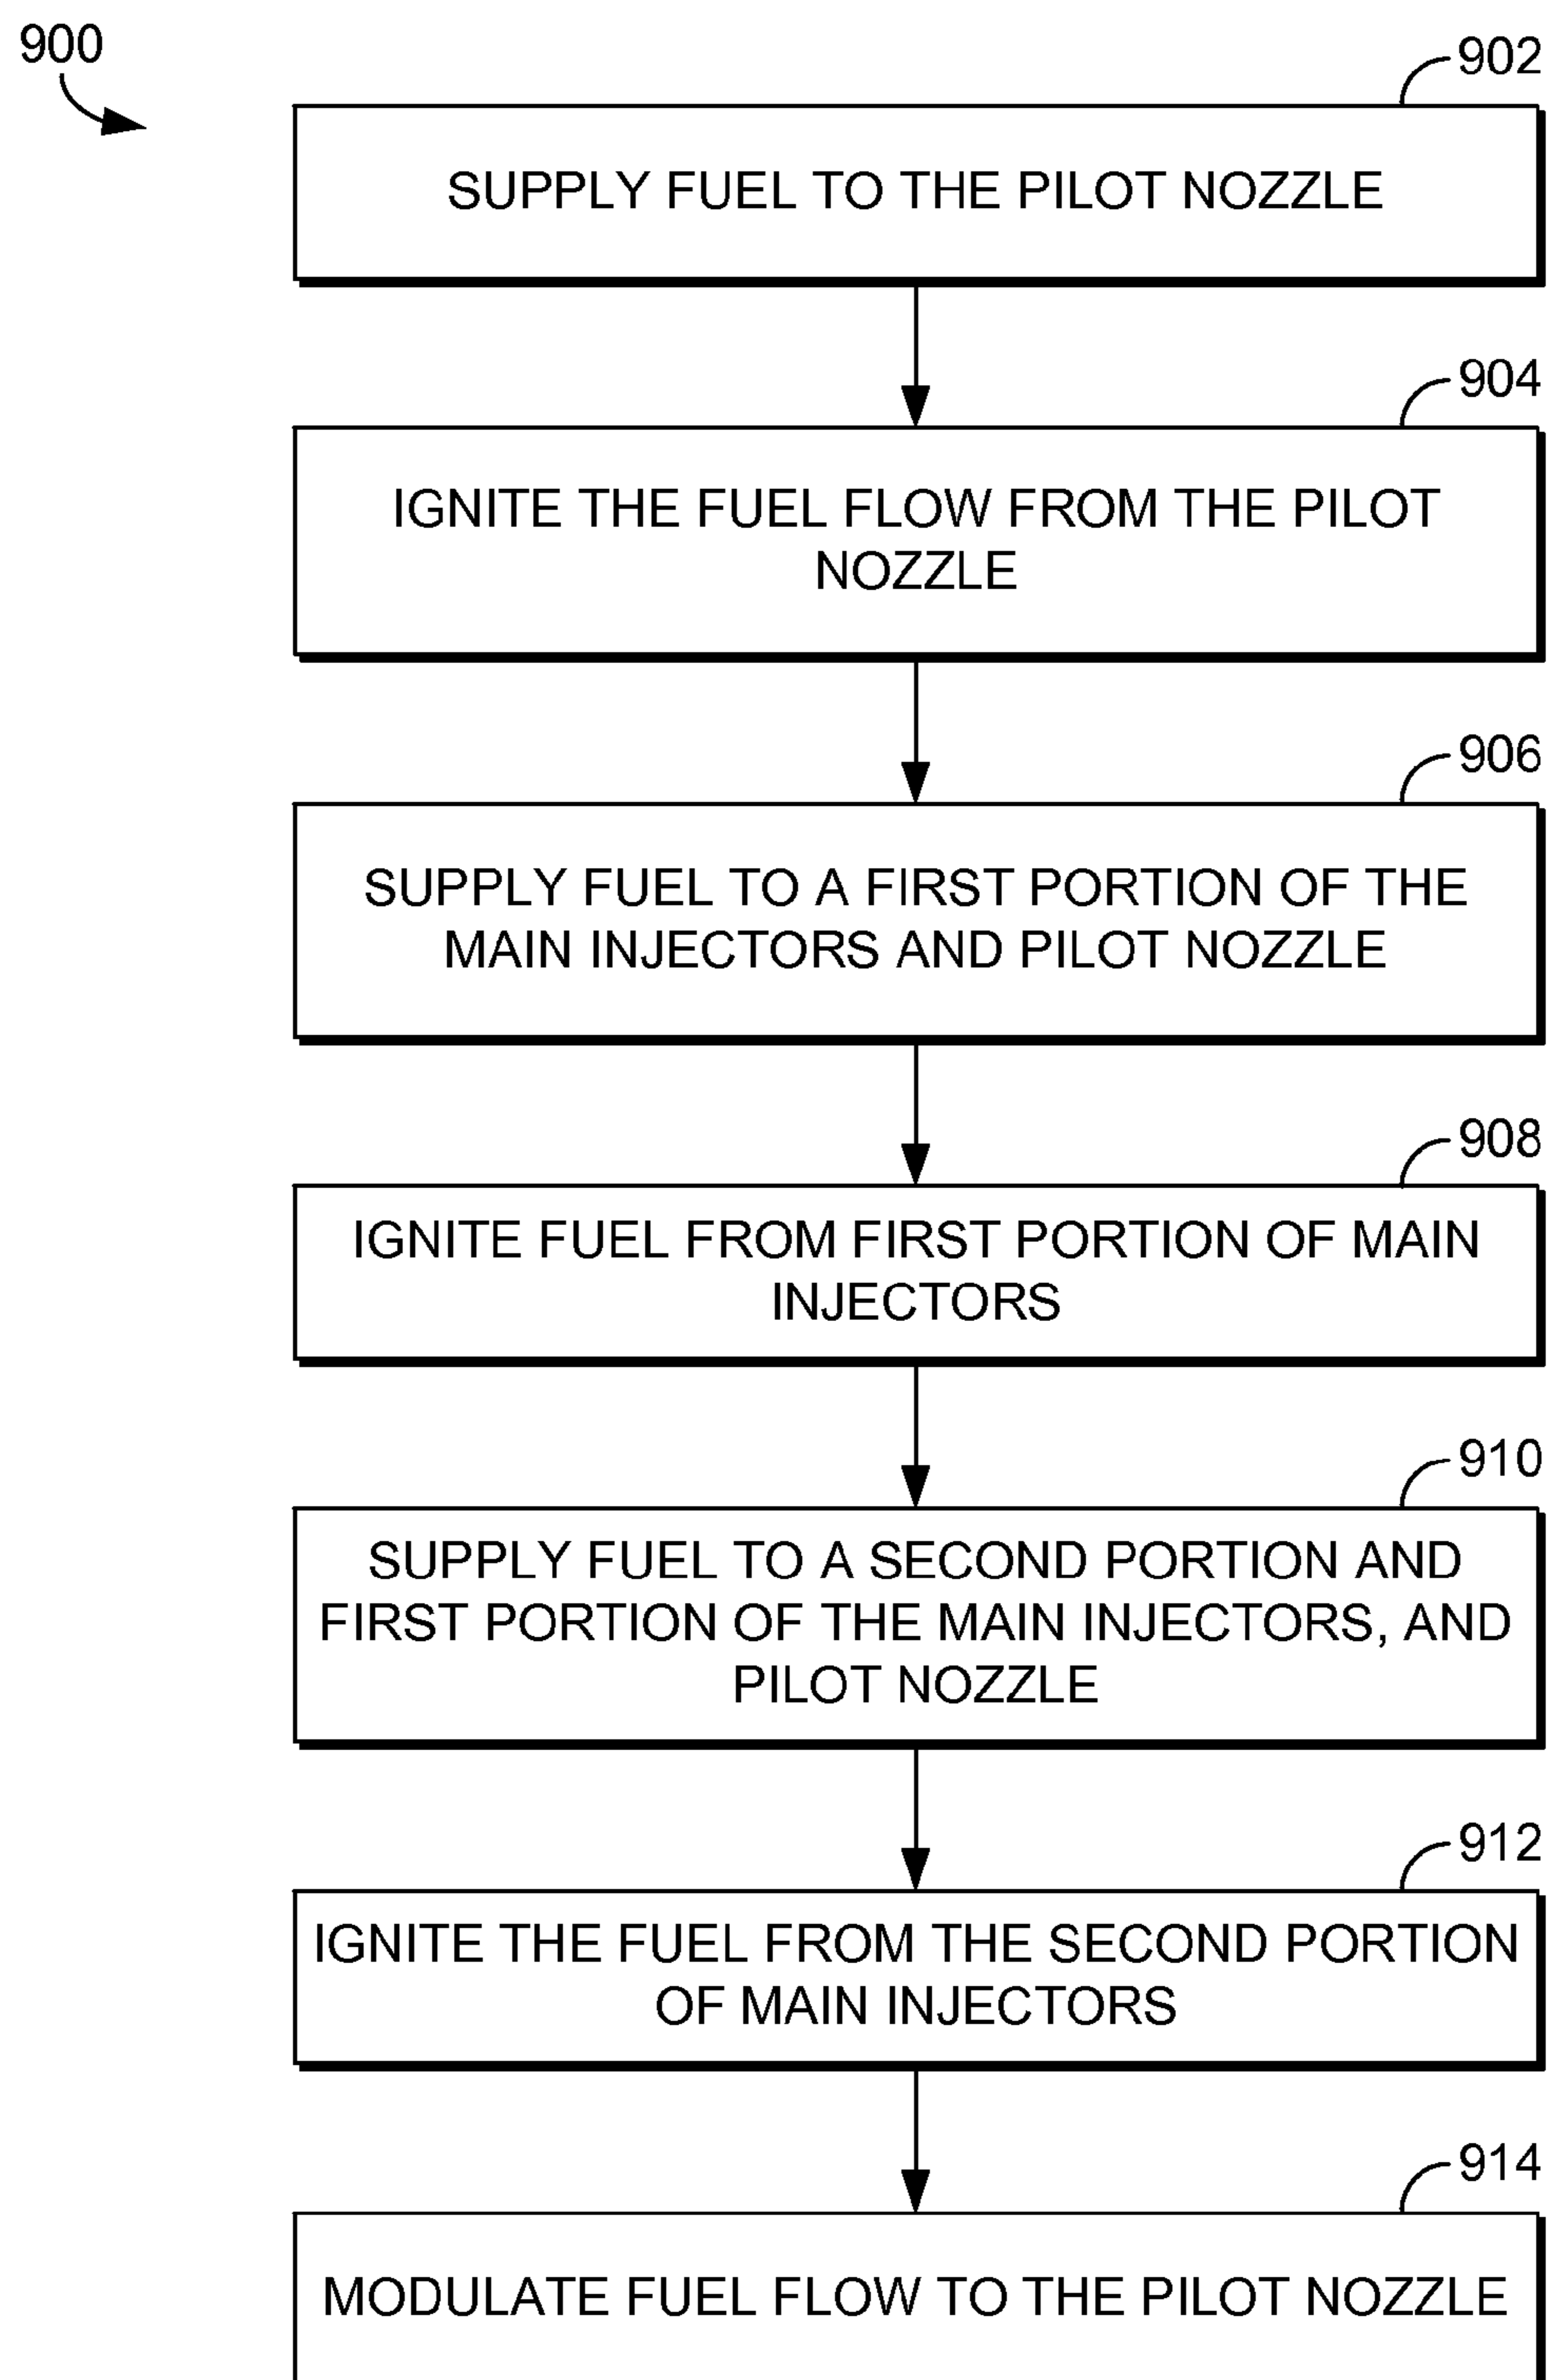 900
902
SUPPLY FUEL TO THE PILOT NOZZLE
904
IGNITE THE FUEL FLOW FROM THE PILOT
NOZZLE
906
SUPPLY FUEL TO A FIRST PORTION OF THE
MAIN INJECTORS AND PILOT NOZZLE
908
IGNITE FUEL FROM FIRST PORTION OF MAIN
INJECTORS
910
SUPPLY FUEL TO A SECOND PORTION AND
FIRST PORTION OF THE MAIN INJECTORS, AND
PILOT NOZZLE
912
IGNITE THE FUEL FROM THE SECOND PORTION
OF MAIN INJECTORS
914
MODULATE FUEL FLOW TO THE PILOT NOZZLE